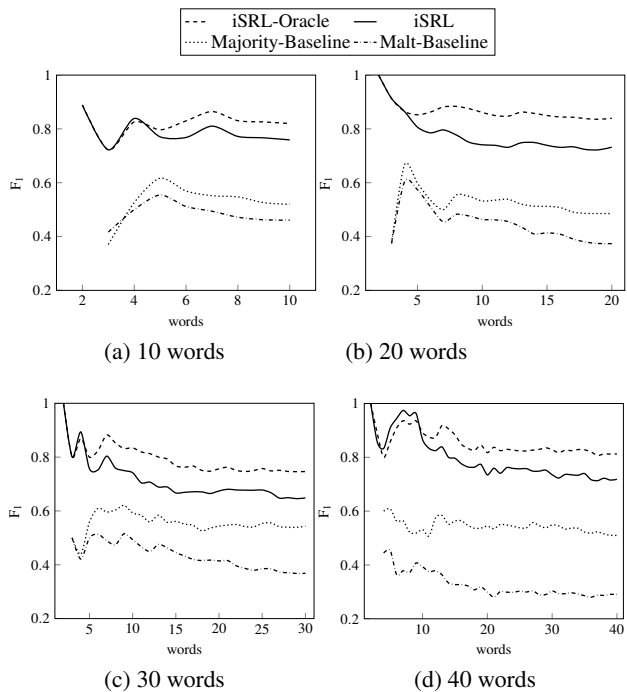 iSRL-Oracle iSRL
Majority-Baseline Malt-Baseline
1
0.8
0.6
0.4
0.2
F1
2 4 6 8 10
words
(a) 10 words
1
0.8
0.6
0.4
0.2
F1
5 10 15 20
words
(b) 20 words
1
0.8
0.6
0.4
0.2
F1
5 10 15 20 25 30
words
(c) 30 words
1
0.8
0.6
0.4
0.2
F1
10 20 30 40
words
(d) 40 words